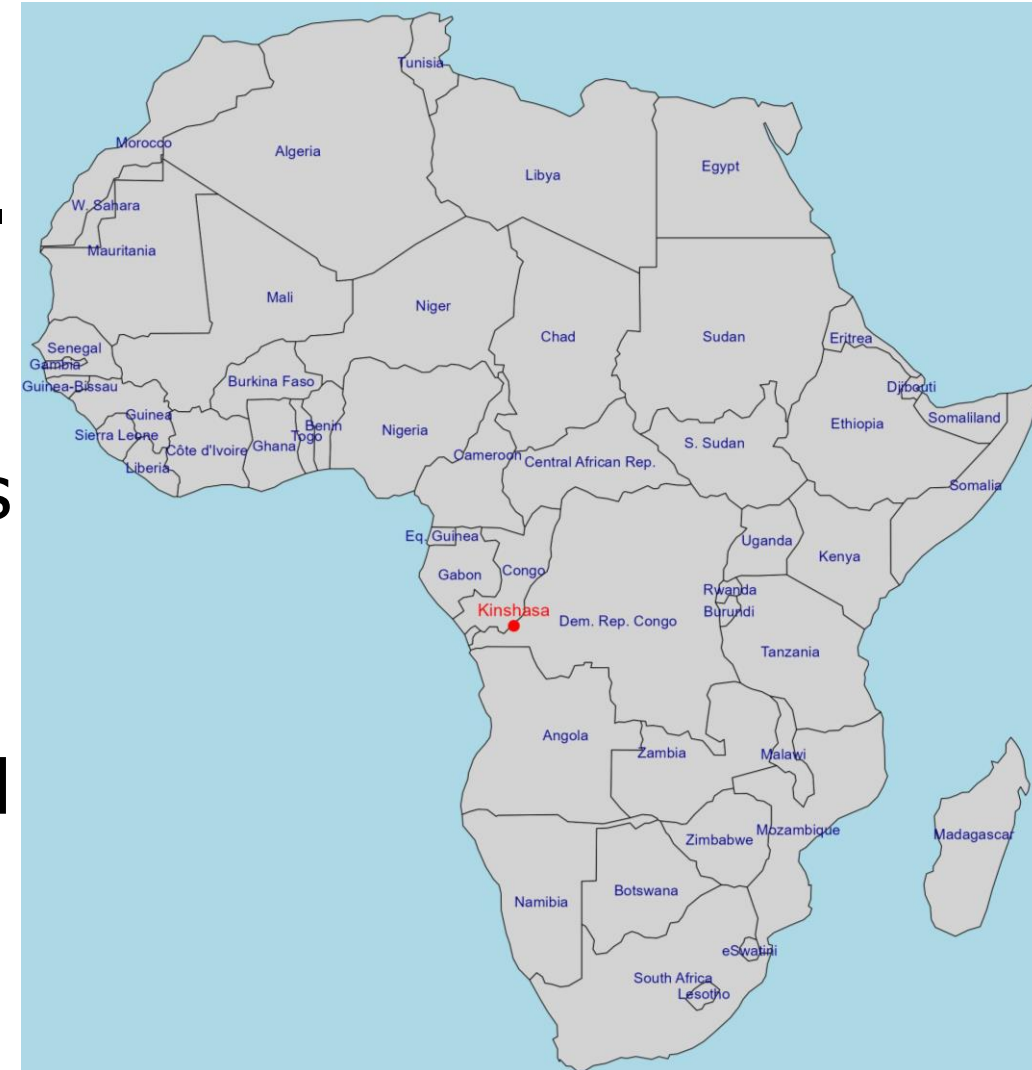 Tunisia
Morocco
Algeria
Libya
Egypt
W. Sahara
Mauritania
Mali
Niger
Chad
Sudan
Eritrea
Senegal
Gambia
Guinea-Bissau
Burkina Faso
Djibouti
Guinea
Benin
Somaliland
Sierra Leone
Togo
Nigeria
Ethiopia
Côte d'Ivoire
Ghana
S. Sudan
Liberia
Cameroon
Central African Rep.
Somalia
Eq. Guinea
Uganda
Kenya
Gabon
Congo
Rwanda
Kinshasa
Burundi
Dem. Rep. Congo
Tanzania
Angola
Zambia
Malawi
Mozambique
Madagascar
Zimbabwe
Botswana
Namibia
eSwatini
South Africa
Lesotho